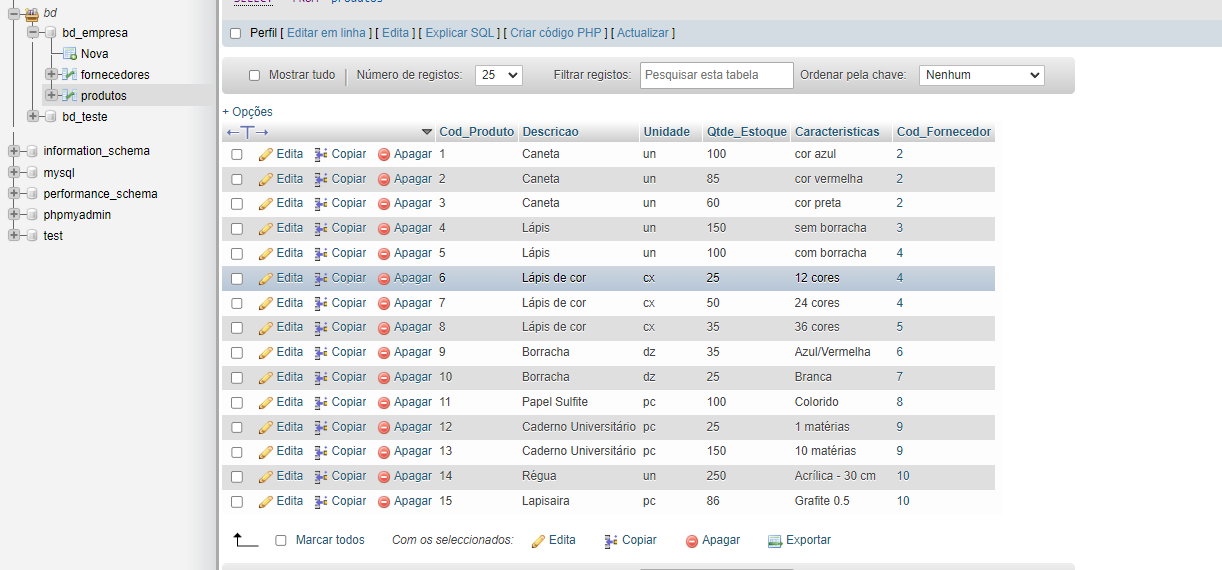 bd
bd_empresa
Nova
fornecedores
produtos
bd_teste
information_schema
mysql
performance_schema
phpmyadmin
test
Perfil [ Editar em linha ] [ Edita ] [ Explicar SQL ] [ Criar código PHP ] [ Actualizar ]
Mostrar tudo | Número de registos: 25 Filtrar registos: Pesquisar esta tabela Ordenar pela chave: Nenhum
+ Opções
←T→ Cod_Produto Descricao Unidade Qtde_Estoque Caracteristicas Cod_Fornecedor
Edita Copiar Apagar 1 Caneta un 100 cor azul 2
Edita Copiar Apagar 2 Caneta un 85 cor vermelha 2
Edita Copiar Apagar 3 Caneta un 60 cor preta 2
Edita Copiar Apagar 4 Lápis un 150 sem borracha 3
Edita Copiar Apagar 5 Lápis un 100 com borracha 4
Edita Copiar Apagar 6 Lápis de cor cx 25 12 cores 4
Edita Copiar Apagar 7 Lápis de cor cx 50 24 cores 4
Edita Copiar Apagar 8 Lápis de cor cx 35 36 cores 5
Edita Copiar Apagar 9 Borracha dz 35 Azul/Vermelha 6
Edita Copiar Apagar 10 Borracha dz 25 Branca 7
Edita Copiar Apagar 11 Papel Sulfite pc 100 Colorido 8
Edita Copiar Apagar 12 Caderno Universitário pc 25 1 matérias 9
Edita Copiar Apagar 13 Caderno Universitário pc 150 10 matérias 9
Edita Copiar Apagar 14 Régua un 250 Acrílica - 30 cm 10
Edita Copiar Apagar 15 Lapisaira pc 86 Grafite 0.5 10
Marcar todos Com os seleccionados: Edita Copiar Apagar Exportar